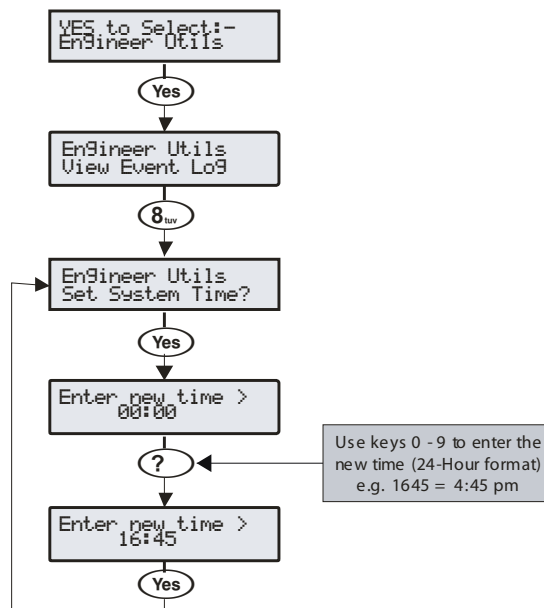 YES to Select:-
Engineer Utils
Yes
Engineer Utils
View Event Log
8tuv
Engineer Utils
Set System Time?
Yes
Enter new time >
00:00
?
Use keys 0 - 9 to enter the
new time (24-Hour format)
e.g. 1645 = 4:45 pm
Enter new time >
16:45
Yes